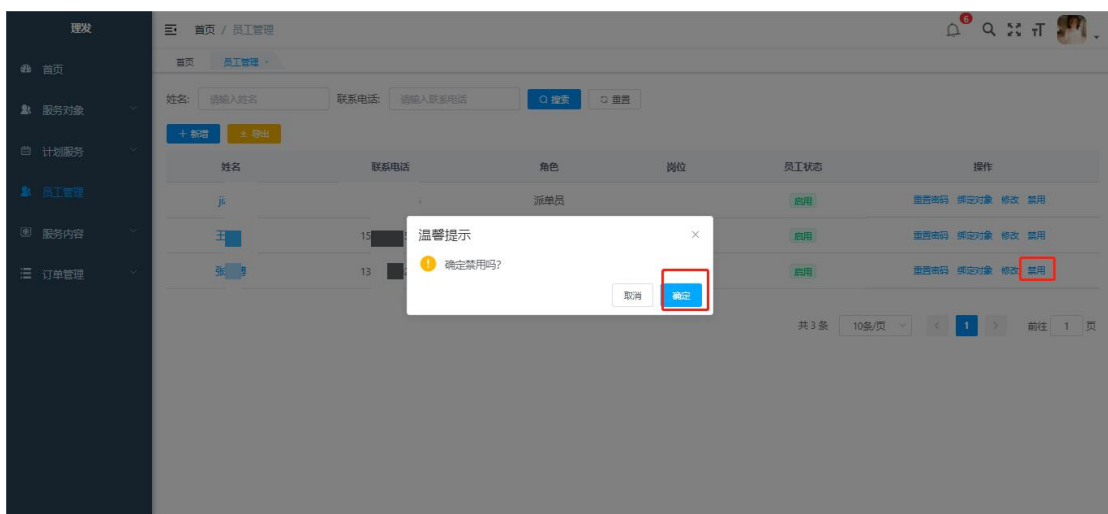 理发
首页 / 员工管理
6
首页
员工管理
首页
服务对象
计划服务
员工管理
服务内容
订单管理
姓名: 请输入姓名 联系电话: 请输入联系电话 搜索 重置
+ 新增 导出
姓名 联系电话 角色 岗位 员工状态 操作
派单员 启用 重置密码 绑定对象 修改 禁用
王 15 启用 重置密码 绑定对象 修改 禁用
张 13 启用 重置密码 绑定对象 修改 禁用
温馨提示
确定禁用吗?
取消 确定
共 3 条 10条/页 < 1 > 前往 1 页